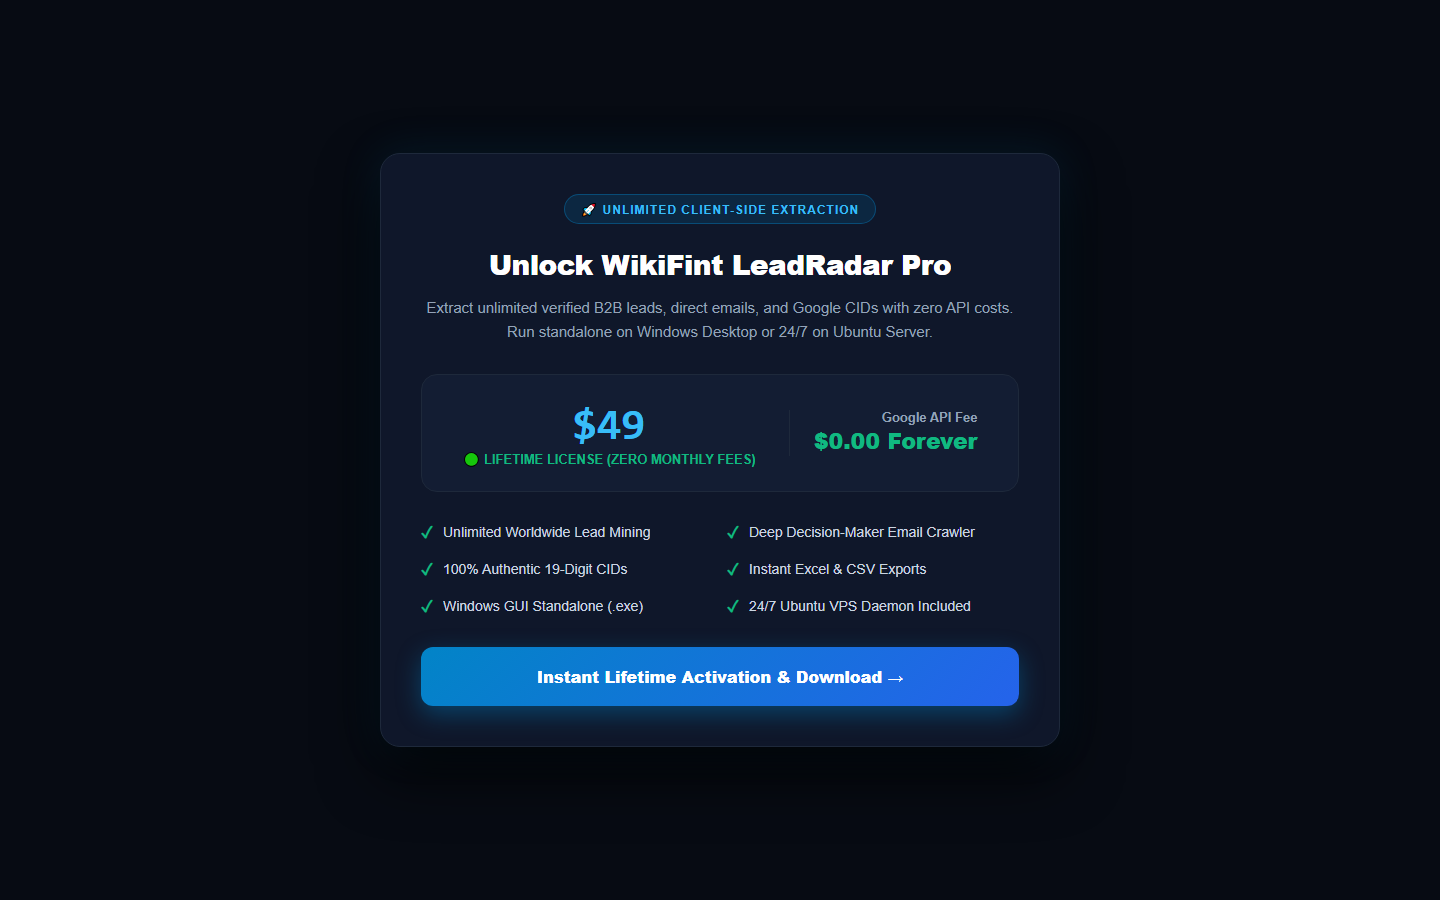 🚀 UNLIMITED CLIENT-SIDE EXTRACTION
Unlock WikiFint LeadRadar Pro
Extract unlimited verified B2B leads, direct emails, and Google CIDs with zero API costs.
Run standalone on Windows Desktop or 24/7 on Ubuntu Server.
$49
🟢 LIFETIME LICENSE (ZERO MONTHLY FEES)
Google API Fee
$0.00 Forever
✓ Unlimited Worldwide Lead Mining
✓ Deep Decision-Maker Email Crawler
✓ 100% Authentic 19-Digit CIDs
✓ Instant Excel & CSV Exports
✓ Windows GUI Standalone (.exe)
✓ 24/7 Ubuntu VPS Daemon Included
Instant Lifetime Activation & Download →